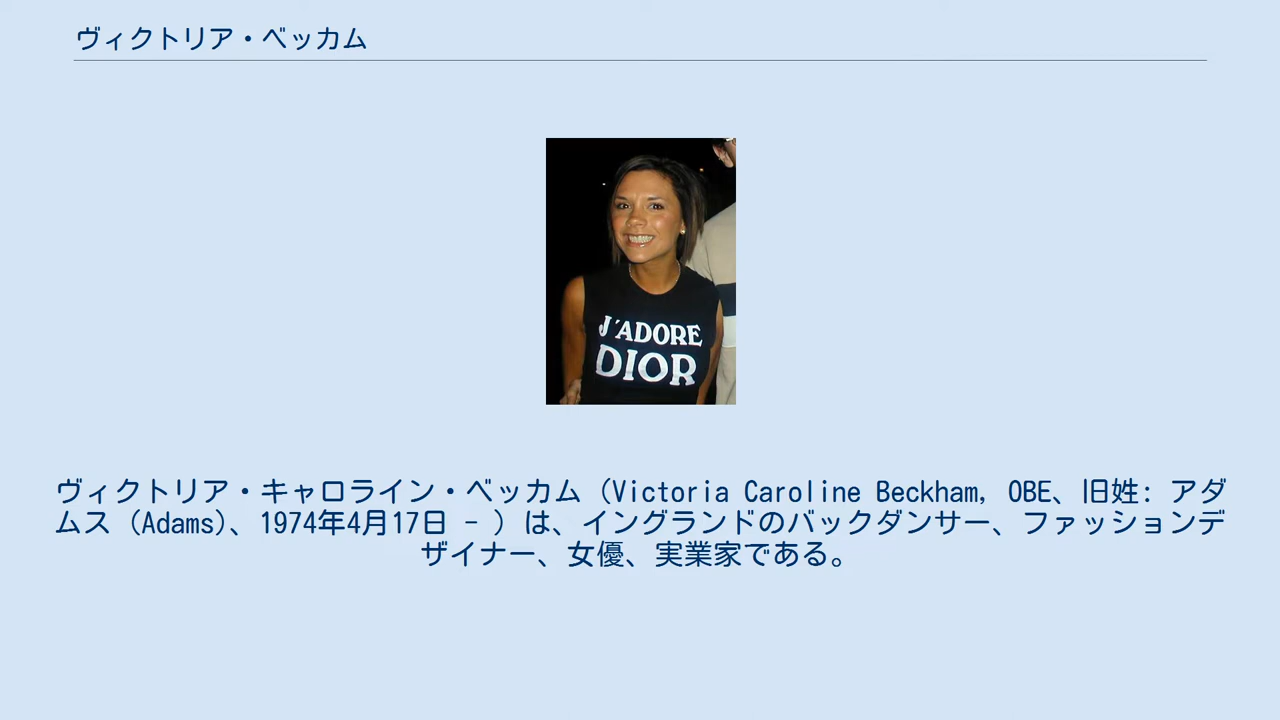 ヴィクトリア・ベッカム
J'ADORE
DIOR
ヴィクトリア・キャロライン・ベッカム（Victoria Caroline Beckham, OBE、旧姓: アダ
ムス（Adams）、1974年4月17日 - ）は、イングランドのバックダンサー、ファッションデ
ザイナー、女優、実業家である。